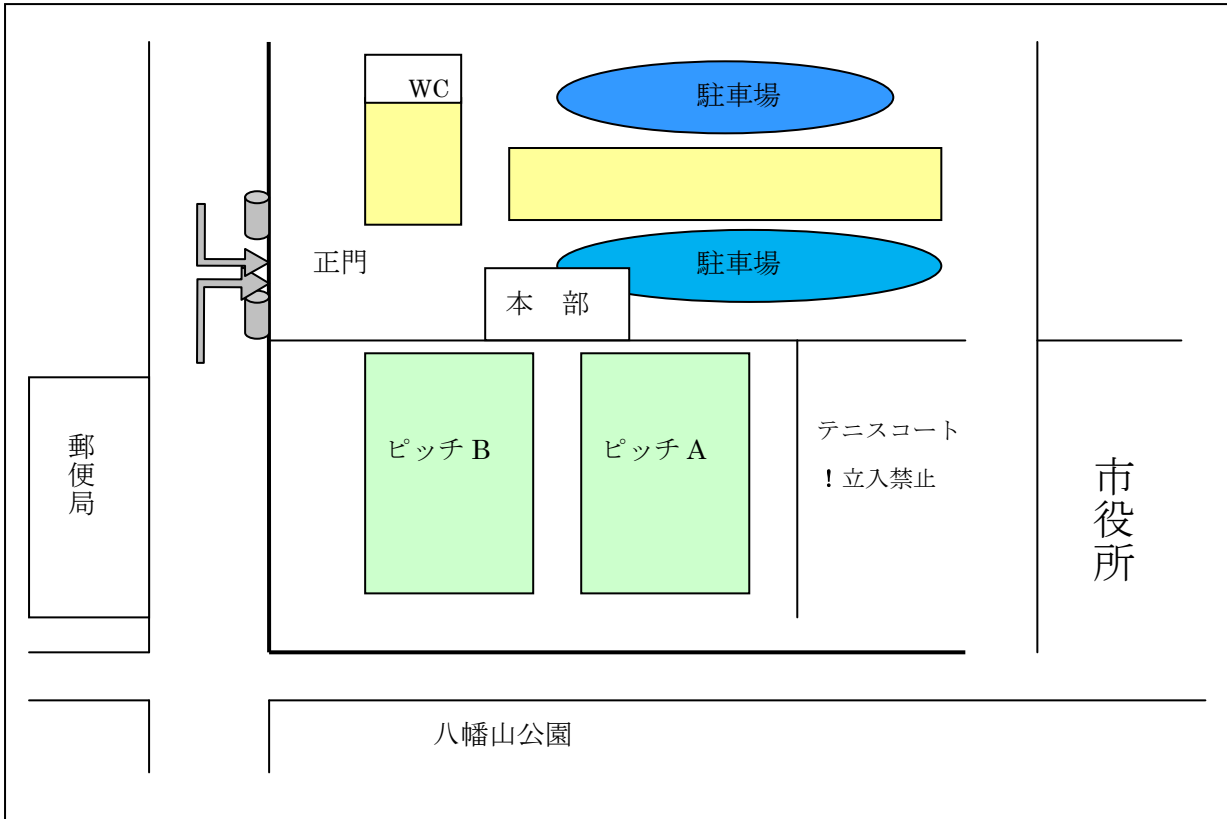 WC
駐車場
正門
駐車場
本 部
ピッチ B
ピッチ A
テニスコート
！立入禁止
郵便局
市役所
八幡山公園